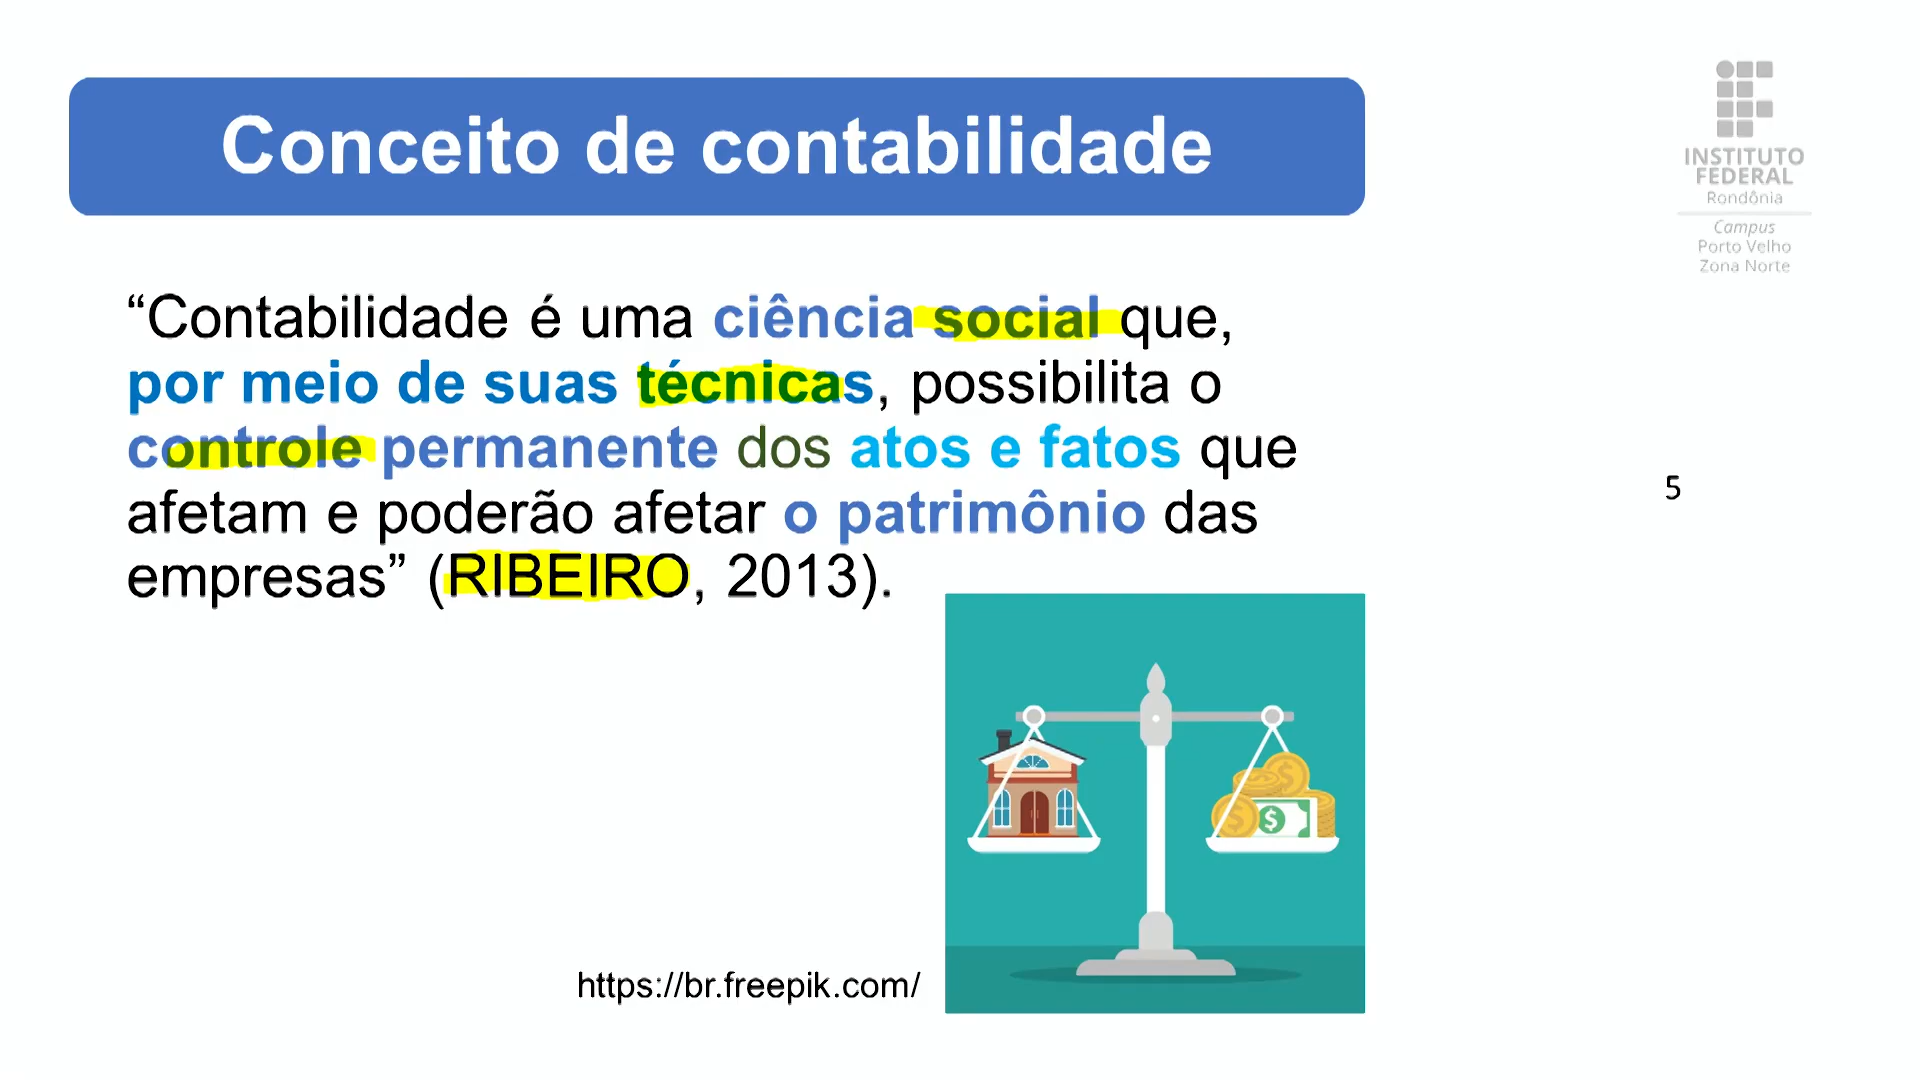 Conceito de contabilidade
INSTITUTO
FEDERAL
Rondônia
Campus
Porto Velho
Zona Norte
“Contabilidade é uma ciência social que,
por meio de suas técnicas, possibilita o
controle permanente dos atos e fatos que
afetam e poderão afetar o patrimônio das
empresas” (RIBEIRO, 2013).
5
$
$ $
https://br.freepik.com/